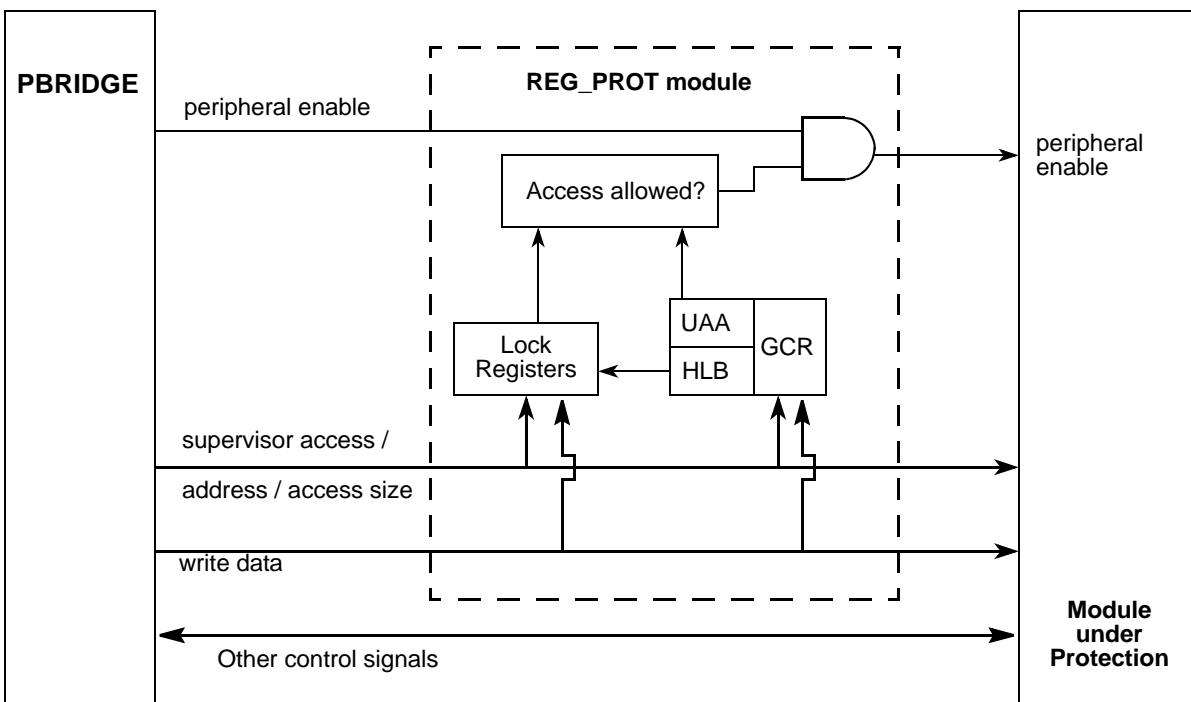 PBRIDGE
REG_PROT module
peripheral enable
peripheral
enable
Access allowed?
UAA
GCR
HLB
Lock
Registers
supervisor access /
address / access size
write data
Module
under
Protection
Other control signals